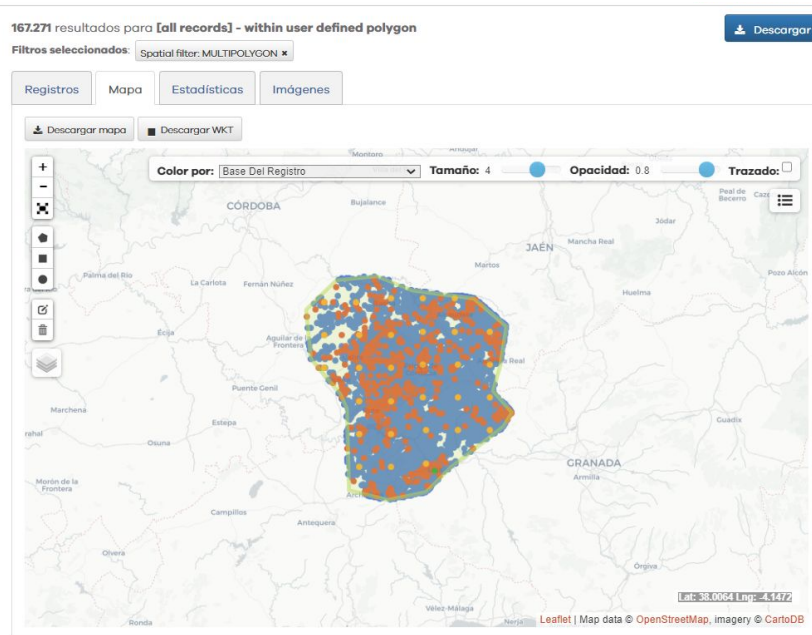 167.271 resultados para [all records] - within user defined polygon
Descargar
Filtros seleccionados: Spatial filter: MULTIPOLYGON ×
Registros Mapa Estadísticas Imágenes
Descargar mapa Descargar WKT
Montoro
+
Color por: Base Del Registro Tamaño: 4 Opacidad: 0.8 Trazado:
-
Peal de
Becerro
CÓRDOBA
Bujalance
Jódar
JAÉN
Mancha Real
Martos
Palma del Río
La Carlota
Fernán Núñez
Pozo Alcón
Huelma
Écija
Aguilar de la
Frontera
Real
Puente Genil
Marchena
Estepa
Guadix
Osuna
GRANADA
Armilla
Morón de la
Frontera
Campillos
Antequera
Olvera
Órgiva
Lat: 38.0064 Lng: -4.1472
Vélez-Málaga
Nerja
Leaflet | Map data © OpenStreetMap, imagery © CartoDB
Ronda